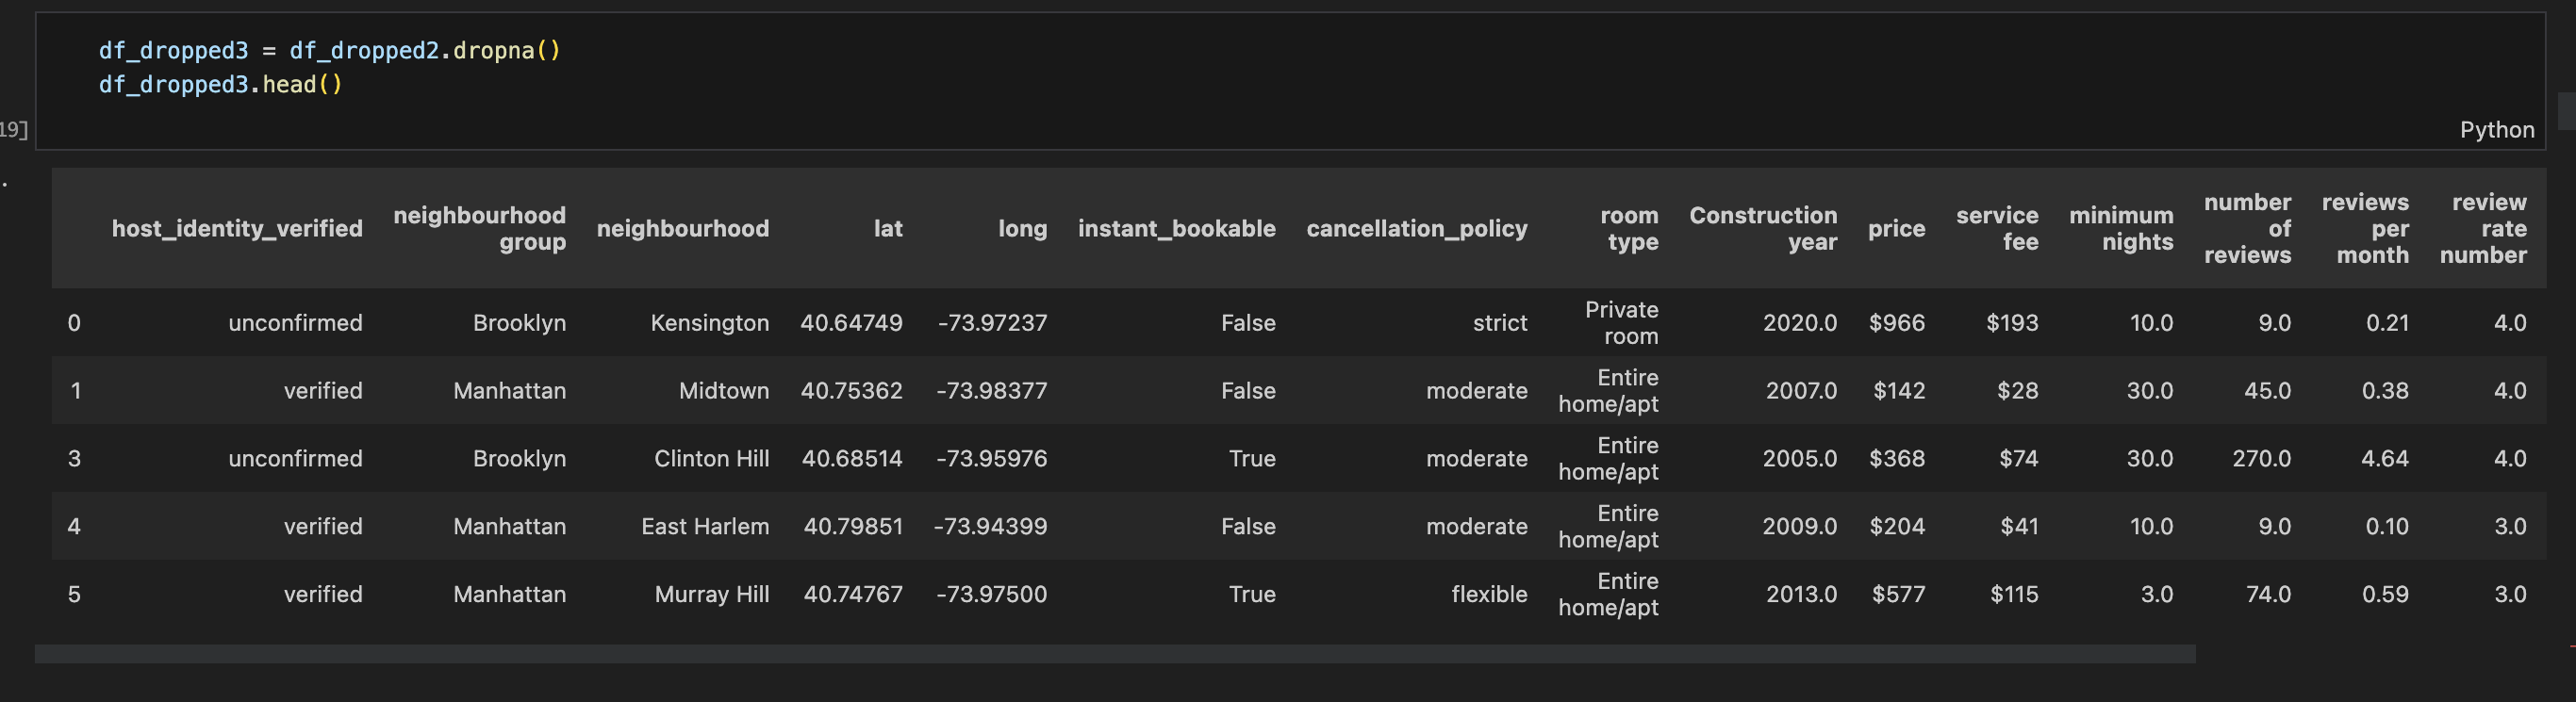 df_dropped3 = df_dropped2.dropna()
df_dropped3.head()
19]
Python
host_identity_verified neighbourhood group neighbourhood lat long instant_bookable cancellation_policy room type Construction year price service fee minimum nights number of reviews reviews per month review rate number
0 unconfirmed Brooklyn Kensington 40.64749 -73.97237 False strict Private room 2020.0 $966 $193 10.0 9.0 0.21 4.0
1 verified Manhattan Midtown 40.75362 -73.98377 False moderate Entire home/apt 2007.0 $142 $28 30.0 45.0 0.38 4.0
3 unconfirmed Brooklyn Clinton Hill 40.68514 -73.95976 True moderate Entire home/apt 2005.0 $368 $74 30.0 270.0 4.64 4.0
4 verified Manhattan East Harlem 40.79851 -73.94399 False moderate Entire home/apt 2009.0 $204 $41 10.0 9.0 0.10 3.0
5 verified Manhattan Murray Hill 40.74767 -73.97500 True flexible Entire home/apt 2013.0 $577 $115 3.0 74.0 0.59 3.0